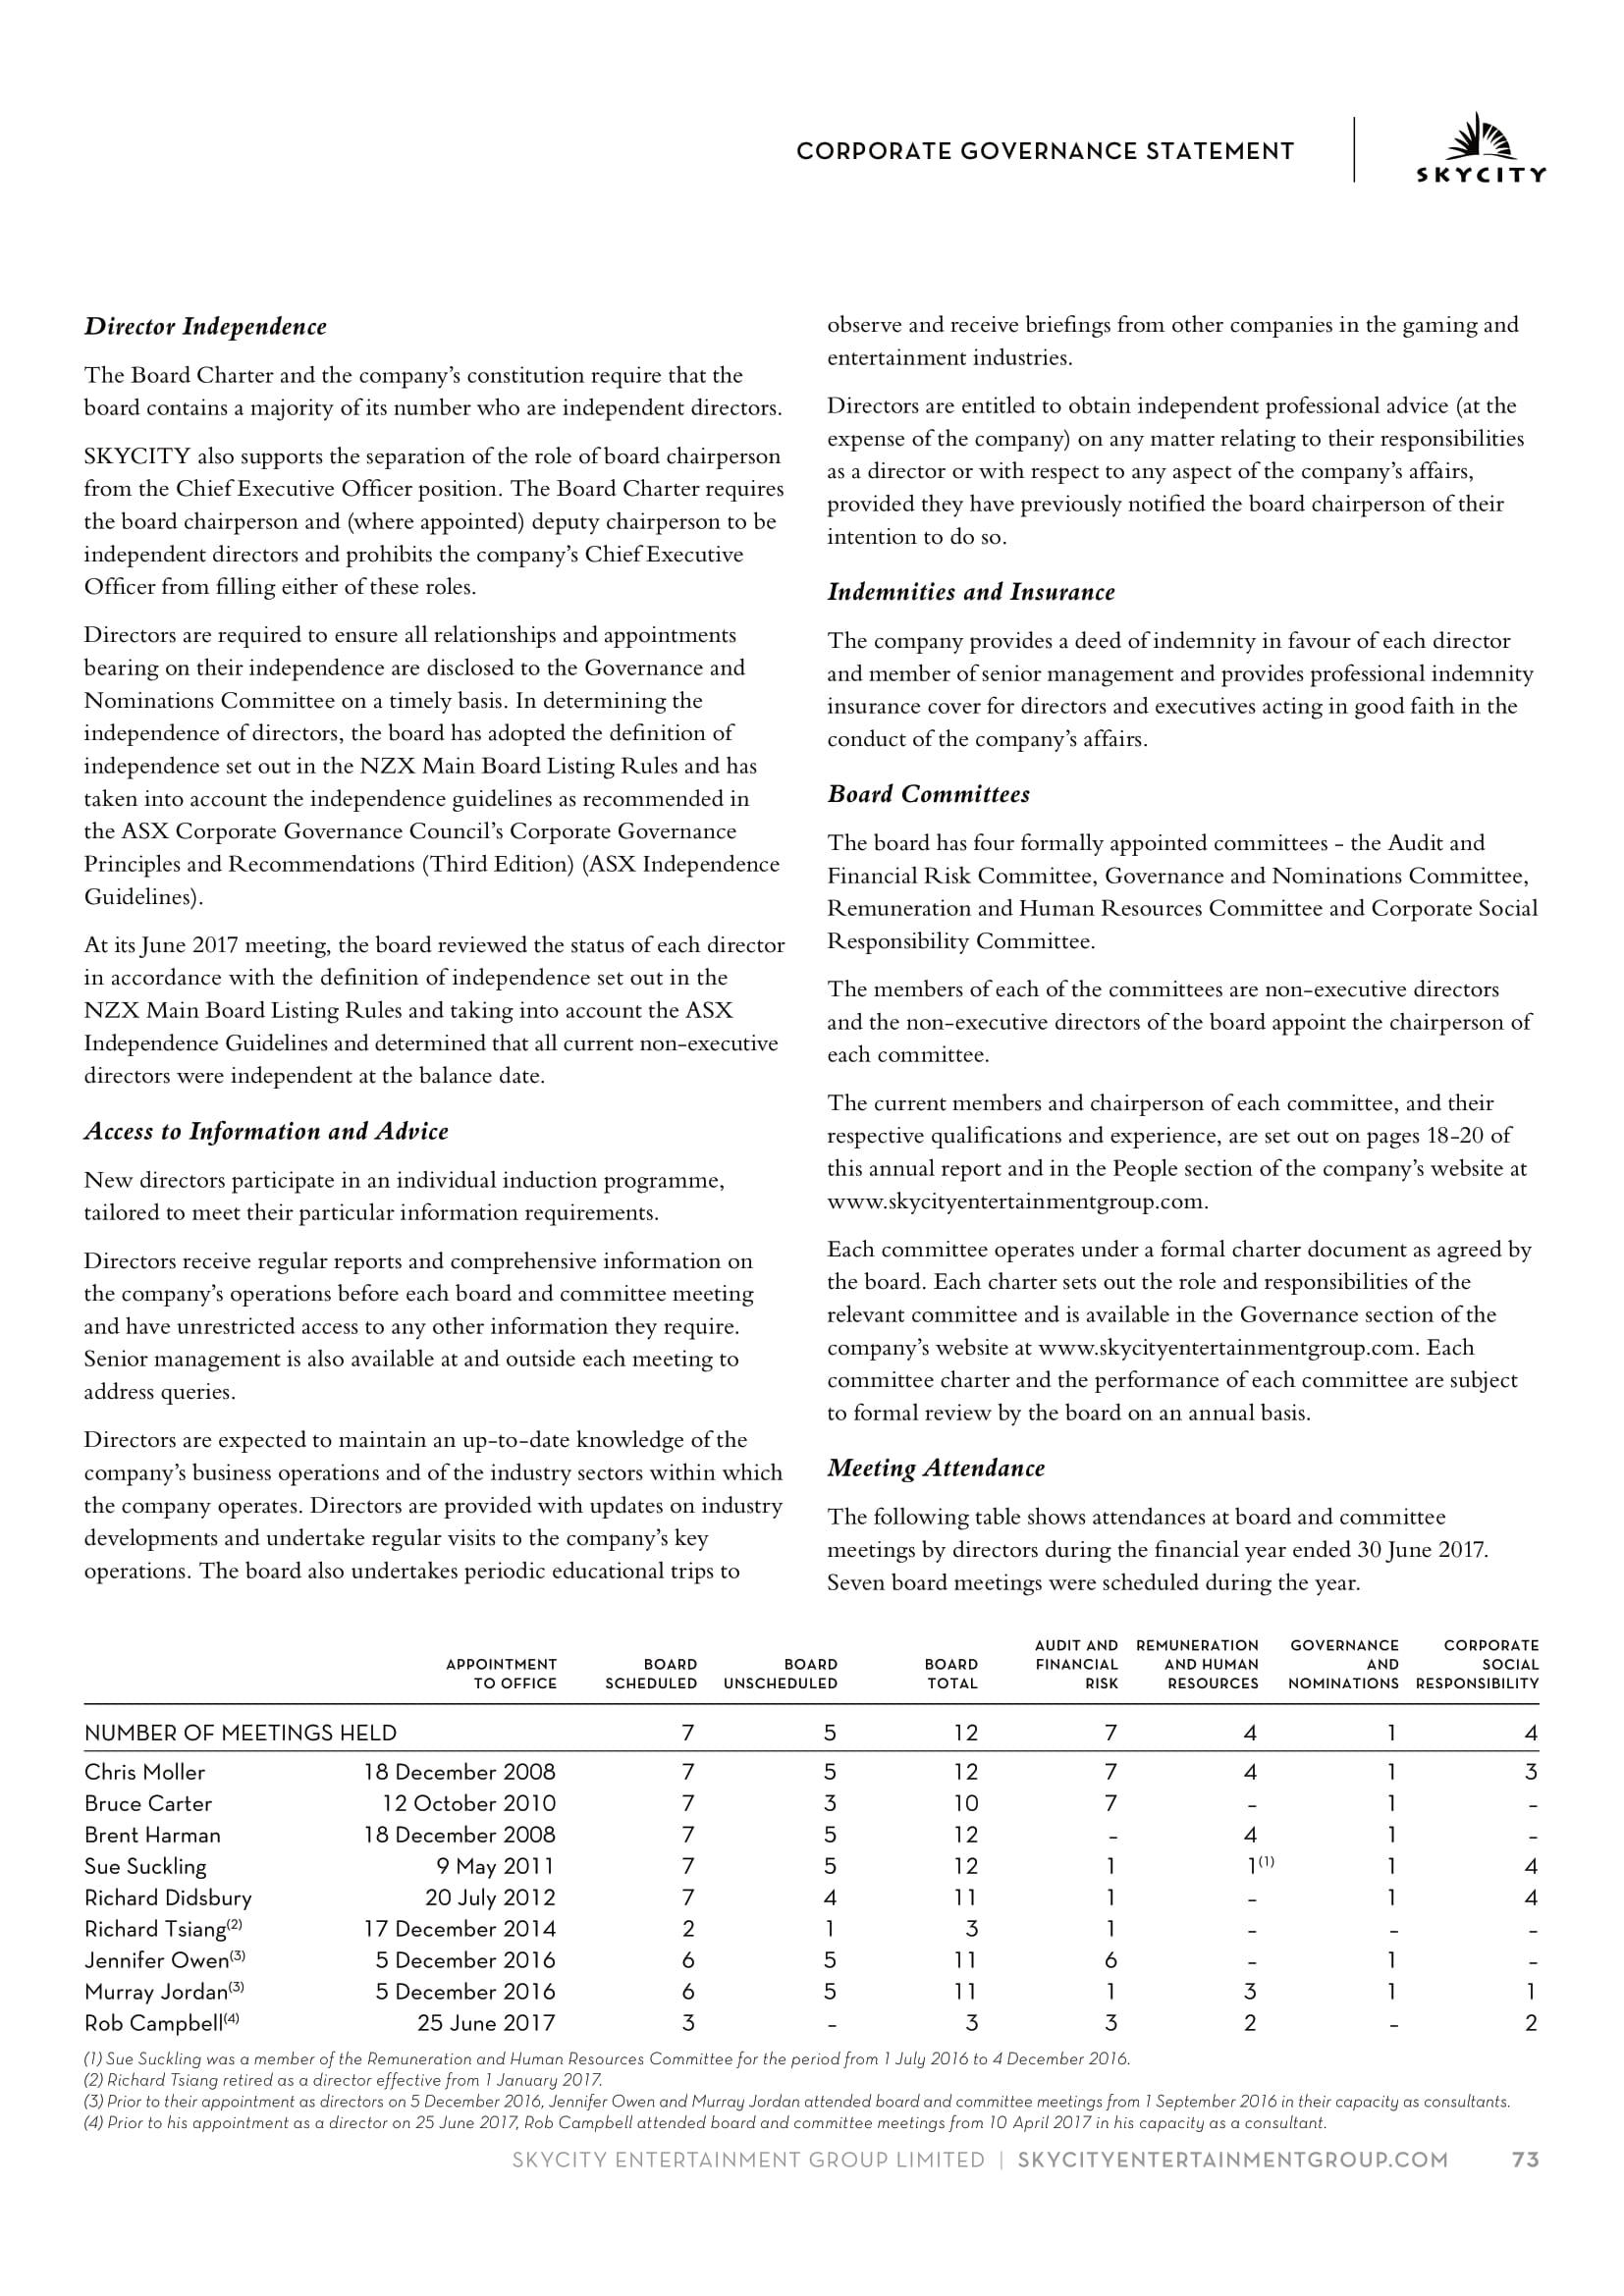 CORPORATE GOVERNANCE STATEMENT
SKYCITY
Director Independence
The Board Charter and the company’s constitution require that the
board contains a majority of its number who are independent directors.
SKYCITY also supports the separation of the role of board chairperson
from the Chief Executive Officer position. The Board Charter requires
the board chairperson and (where appointed) deputy chairperson to be
independent directors and prohibits the company’s Chief Executive
Officer from filling either of these roles.
Directors are required to ensure all relationships and appointments
bearing on their independence are disclosed to the Governance and
Nominations Committee on a timely basis. In determining the
independence of directors, the board has adopted the definition of
independence set out in the NZX Main Board Listing Rules and has
taken into account the independence guidelines as recommended in
the ASX Corporate Governance Council’s Corporate Governance
Principles and Recommendations (Third Edition) (ASX Independence
Guidelines).
At its June 2017 meeting, the board reviewed the status of each director
in accordance with the definition of independence set out in the
NZX Main Board Listing Rules and taking into account the ASX
Independence Guidelines and determined that all current non-executive
directors were independent at the balance date.
Access to Information and Advice
New directors participate in an individual induction programme,
tailored to meet their particular information requirements.
Directors receive regular reports and comprehensive information on
the company’s operations before each board and committee meeting
and have unrestricted access to any other information they require.
Senior management is also available at and outside each meeting to
address queries.
Directors are expected to maintain an up-to-date knowledge of the
company’s business operations and of the industry sectors within which
the company operates. Directors are provided with updates on industry
developments and undertake regular visits to the company’s key
operations. The board also undertakes periodic educational trips to
observe and receive briefings from other companies in the gaming and
entertainment industries.
Directors are entitled to obtain independent professional advice (at the
expense of the company) on any matter relating to their responsibilities
as a director or with respect to any aspect of the company’s affairs,
provided they have previously notified the board chairperson of their
intention to do so.
Indemnities and Insurance
The company provides a deed of indemnity in favour of each director
and member of senior management and provides professional indemnity
insurance cover for directors and executives acting in good faith in the
conduct of the company’s affairs.
Board Committees
The board has four formally appointed committees - the Audit and
Financial Risk Committee, Governance and Nominations Committee,
Remuneration and Human Resources Committee and Corporate Social
Responsibility Committee.
The members of each of the committees are non-executive directors
and the non-executive directors of the board appoint the chairperson of
each committee.
The current members and chairperson of each committee, and their
respective qualifications and experience, are set out on pages 18-20 of
this annual report and in the People section of the company’s website at
www.skycityentertainmentgroup.com.
Each committee operates under a formal charter document as agreed by
the board. Each charter sets out the role and responsibilities of the
relevant committee and is available in the Governance section of the
company’s website at www.skycityentertainmentgroup.com. Each
committee charter and the performance of each committee are subject
to formal review by the board on an annual basis.
Meeting Attendance
The following table shows attendances at board and committee
meetings by directors during the financial year ended 30 June 2017.
Seven board meetings were scheduled during the year.
AUDIT AND REMUNERATION GOVERNANCE CORPORATE
APPOINTMENT BOARD BOARD BOARD FINANCIAL AND HUMAN AND SOCIAL
TO OFFICE SCHEDULED UNSCHEDULED TOTAL RISK RESOURCES NOMINATIONS RESPONSIBILITY
NUMBER OF MEETINGS HELD 7 5 12 7 4 1 4
Chris Moller 18 December 2008 7 5 12 7 4 1 3
Bruce Carter 12 October 2010 7 3 10 7 - 1 -
Brent Harman 18 December 2008 7 5 12 - 4 1 -
Sue Suckling 9 May 2011 7 5 12 1 1(1) 1 4
Richard Didsbury 20 July 2012 7 4 11 1 - 1 4
Richard Tsiang(2) 17 December 2014 2 1 3 1 - - -
Jennifer Owen(3) 5 December 2016 6 5 11 6 - 1 -
Murray Jordan(3) 5 December 2016 6 5 11 1 3 1 1
Rob Campbell(4) 25 June 2017 3 - 3 3 2 - 2
(1) Sue Suckling was a member of the Remuneration and Human Resources Committee for the period from 1 July 2016 to 4 December 2016.
(2) Richard Tsiang retired as a director effective from 1 January 2017.
(3) Prior to their appointment as directors on 5 December 2016, Jennifer Owen and Murray Jordan attended board and committee meetings from 1 September 2016 in their capacity as consultants.
(4) Prior to his appointment as a director on 25 June 2017, Rob Campbell attended board and committee meetings from 10 April 2017 in his capacity as a consultant.
SKYCITY ENTERTAINMENT GROUP LIMITED | SKYCITYENTERTAINMENTGROUP.COM 73